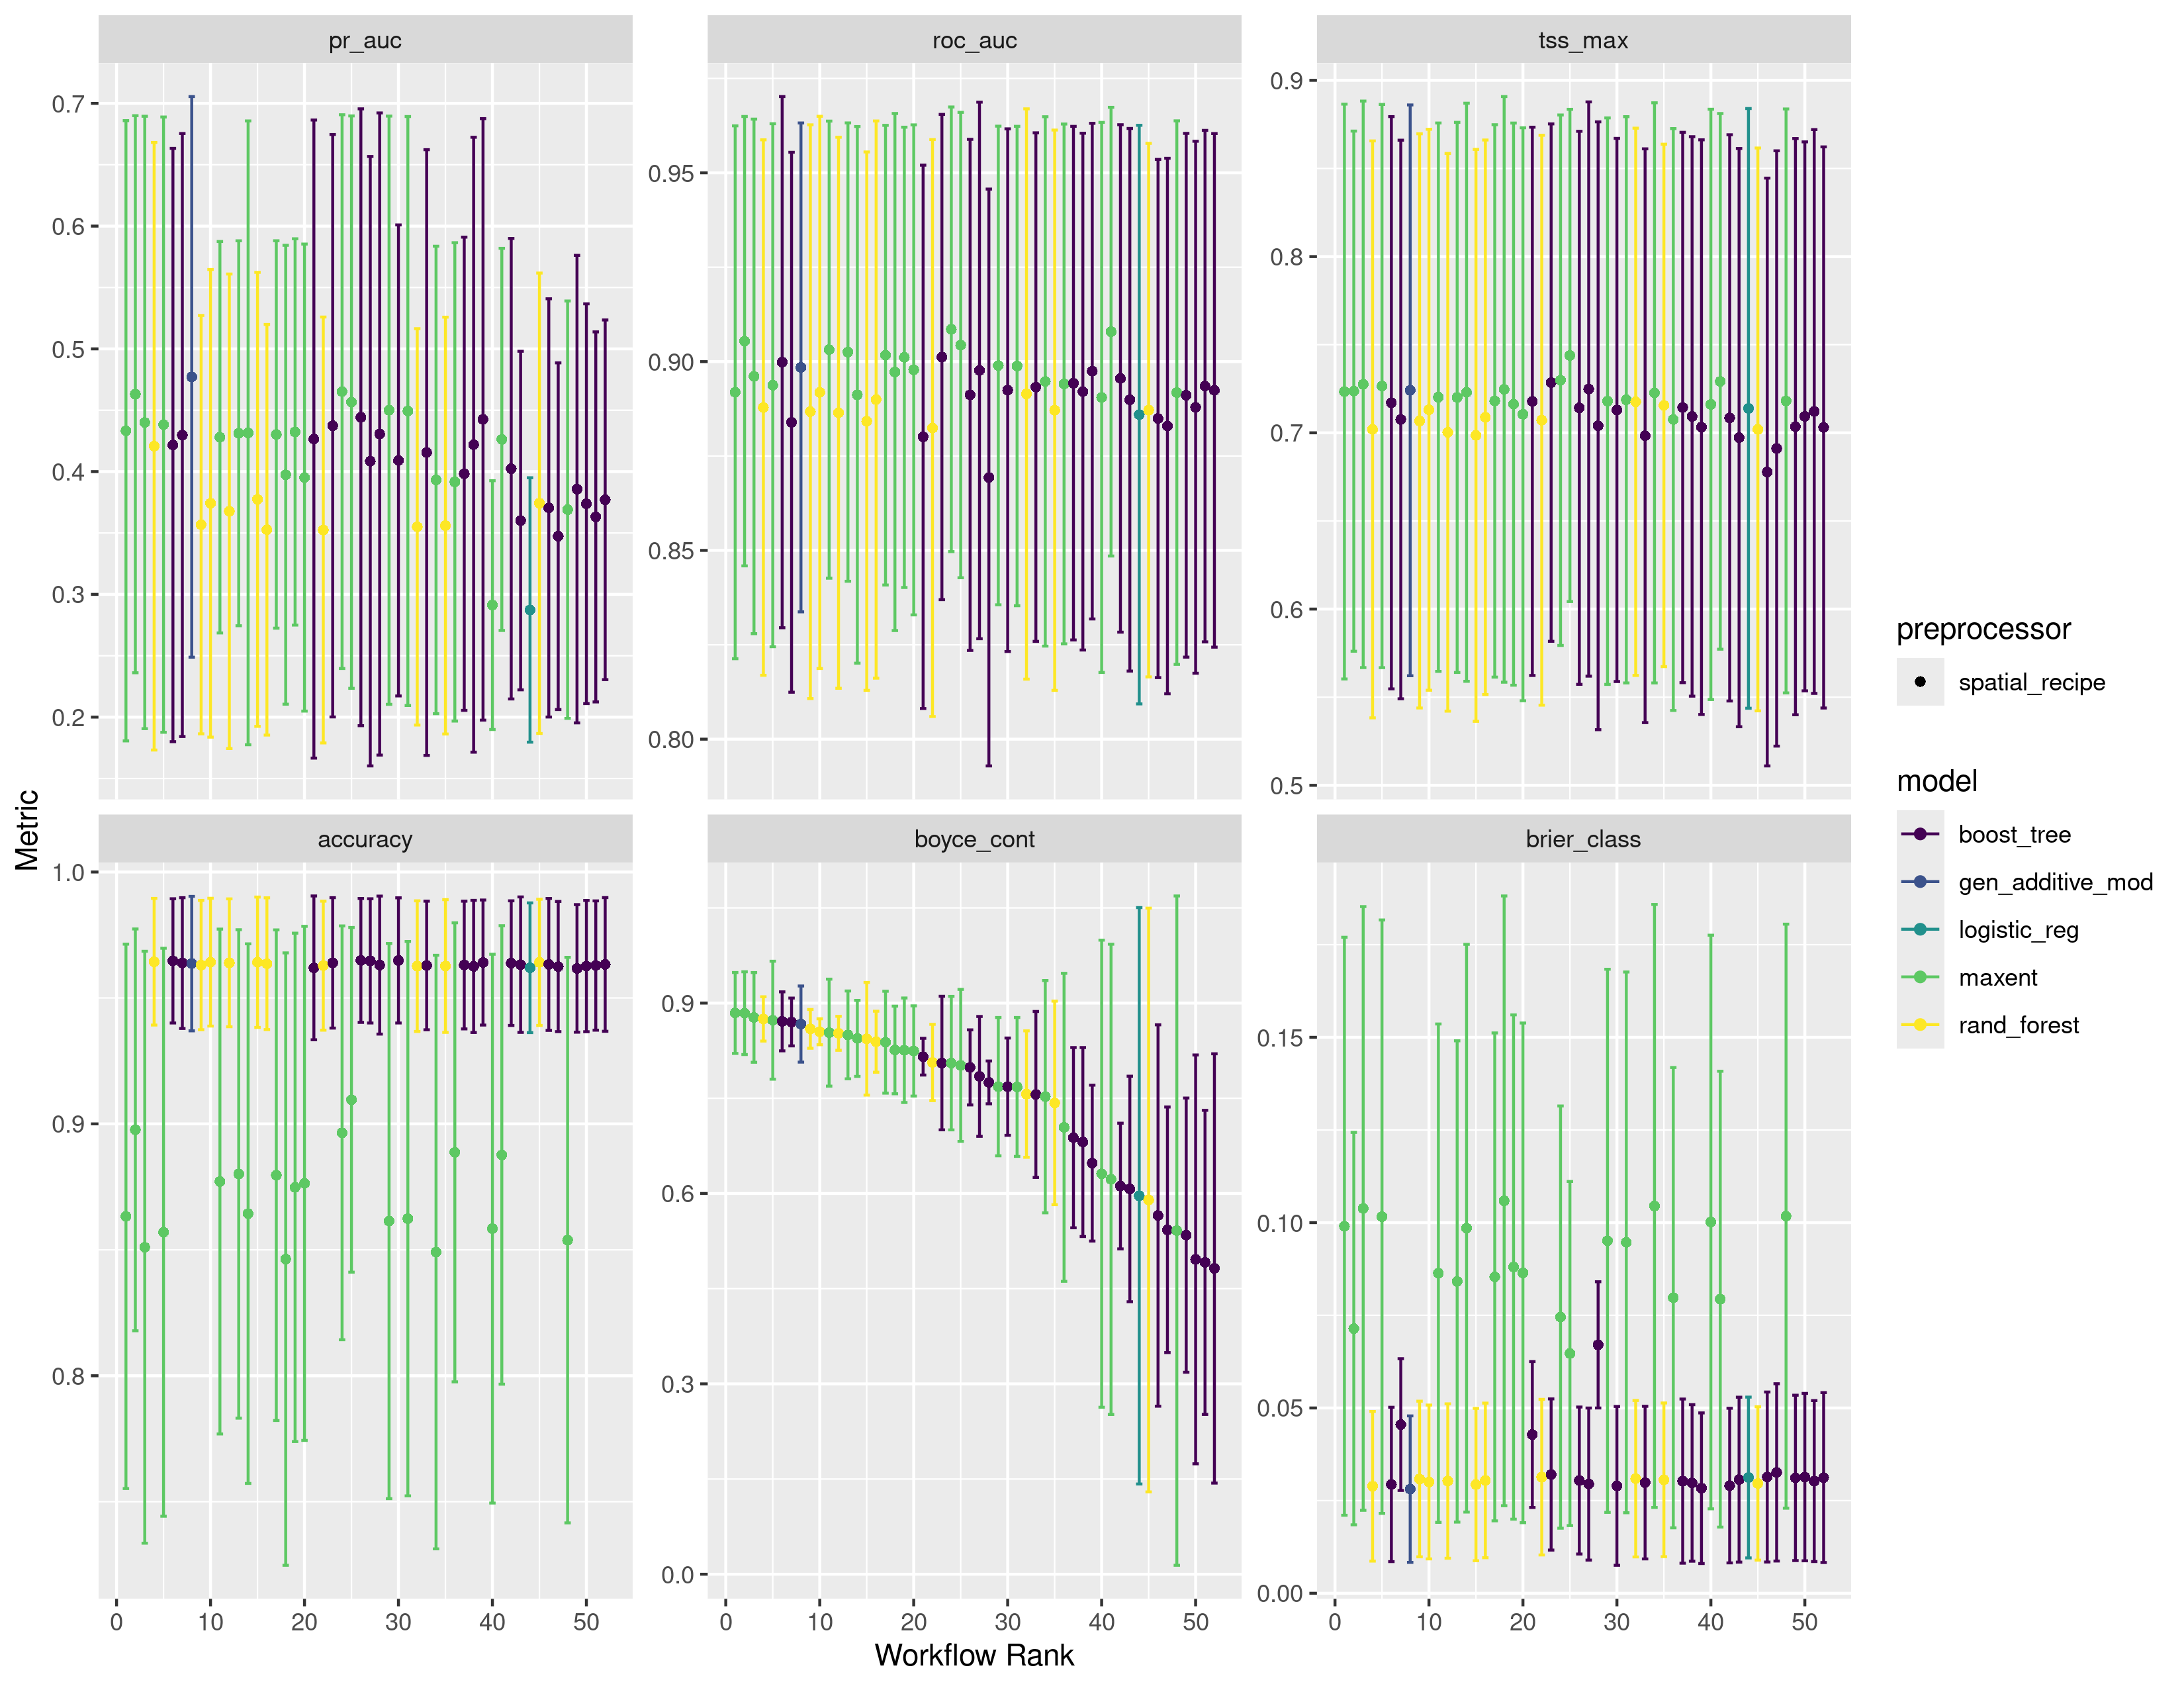 pr_auc
roc_auc
tss_max
0.7
0.6
0.5
0.4
0.3
0.2
0.95
0.90
0.85
0.80
0.9
0.8
0.7
0.6
0.5
accuracy
boyce_cont
brier_class
1.0
0.9
0.8
0.9
0.6
0.3
0.0
0.15
0.10
0.05
0.00
0 10 20 30 40 50
0 10 20 30 40 50
0 10 20 30 40 50
Metric
Workflow Rank
preprocessor
spatial_recipe
model
boost_tree
gen_additive_mod
logistic_reg
maxent
rand_forest